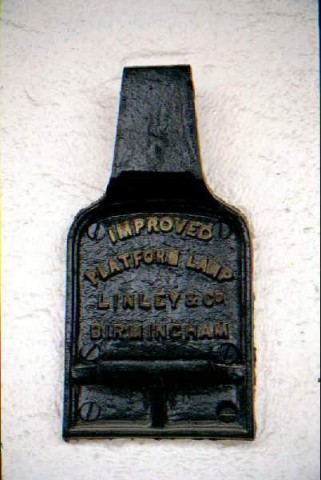 IMPROVED
PLATFORM LAMP
LINLEY & Co
BIRMINGHAM